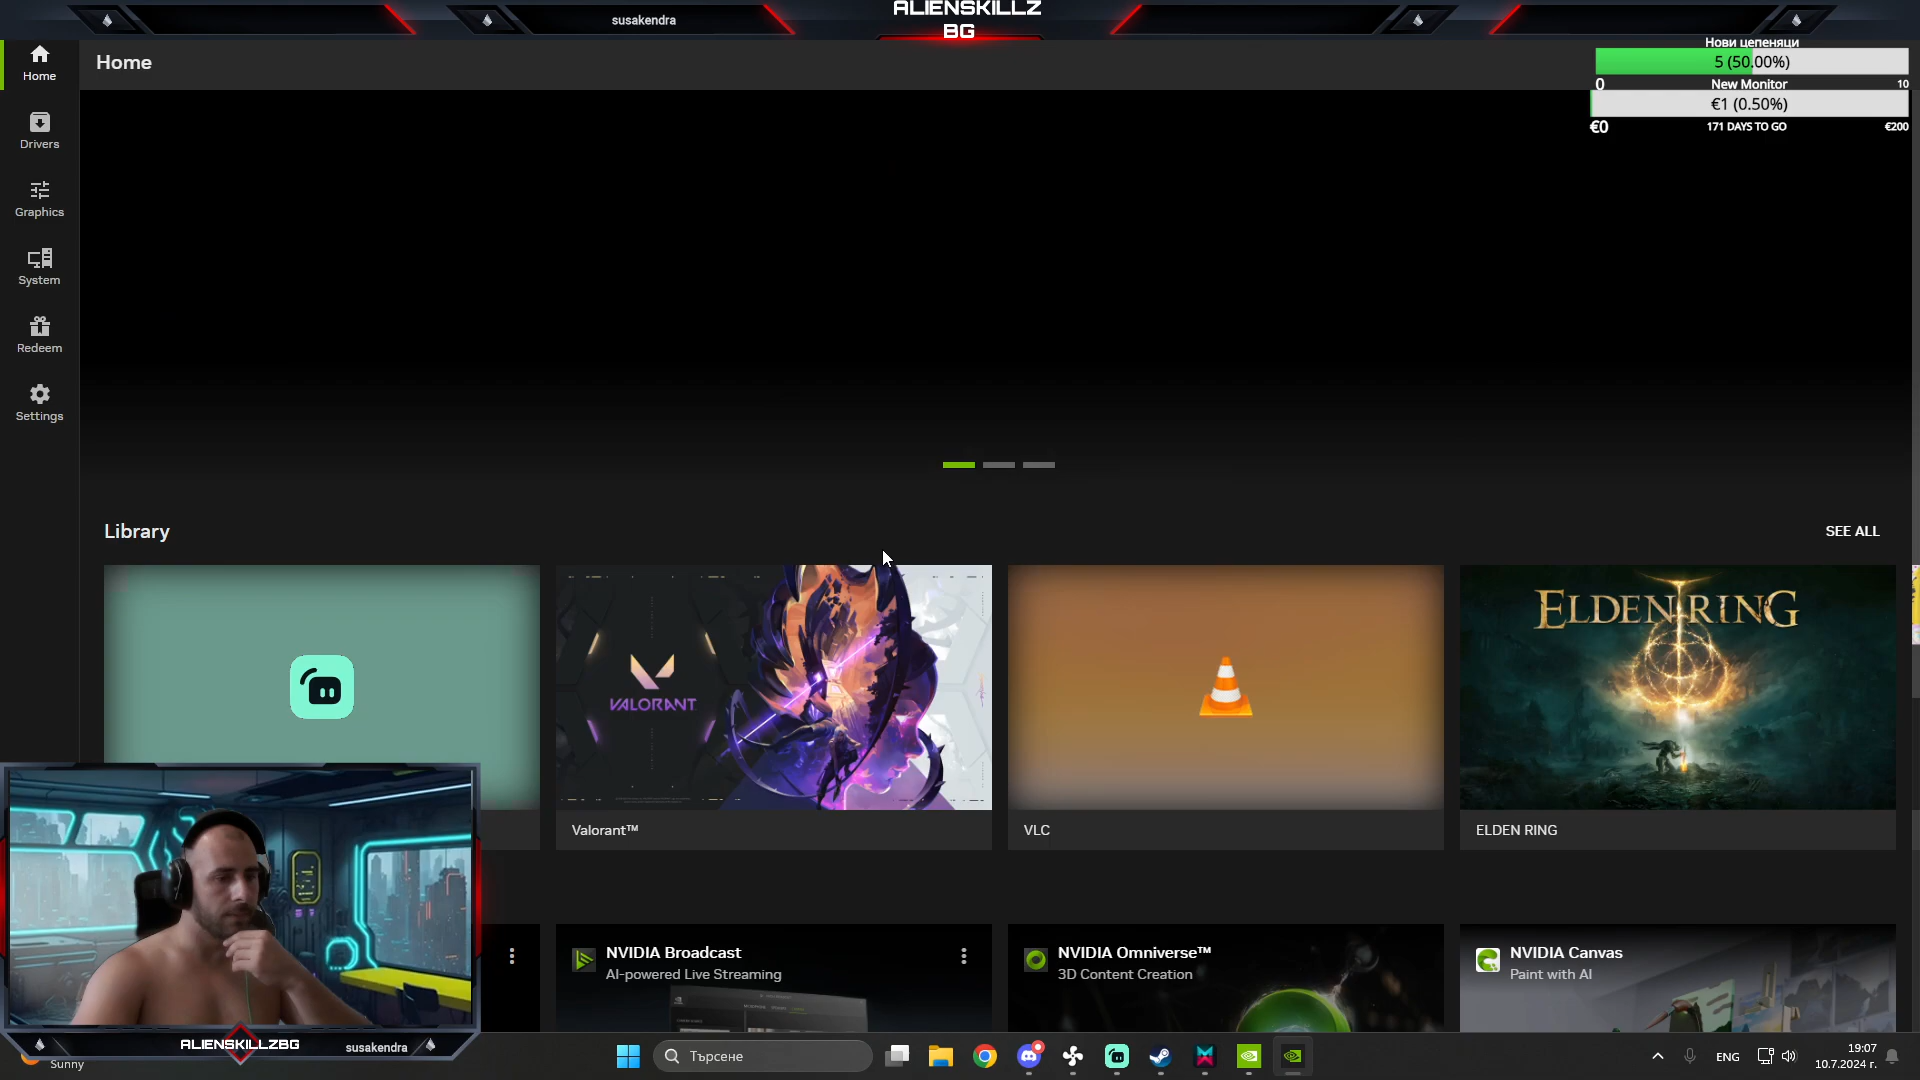 susakendra
ALIENSKILLZ
BG
Home
Home
Drivers
Graphics
System
Redeem
Settings
Нови цепеняци
5 (50.00%)
0
New Monitor
10
€1 (0.50%)
€0
171 DAYS TO GO
€200
Library
SEE ALL
VALORANT
ELDEN RING
Valorant™
VLC
ELDEN RING
NVIDIA Broadcast
AI-powered Live Streaming
NVIDIA Omniverse™
3D Content Creation
NVIDIA Canvas
Paint with AI
ALIENSKILLZBG
susakendra
Sunny
Търсене
ENG
19:07
10.7.2024 г.